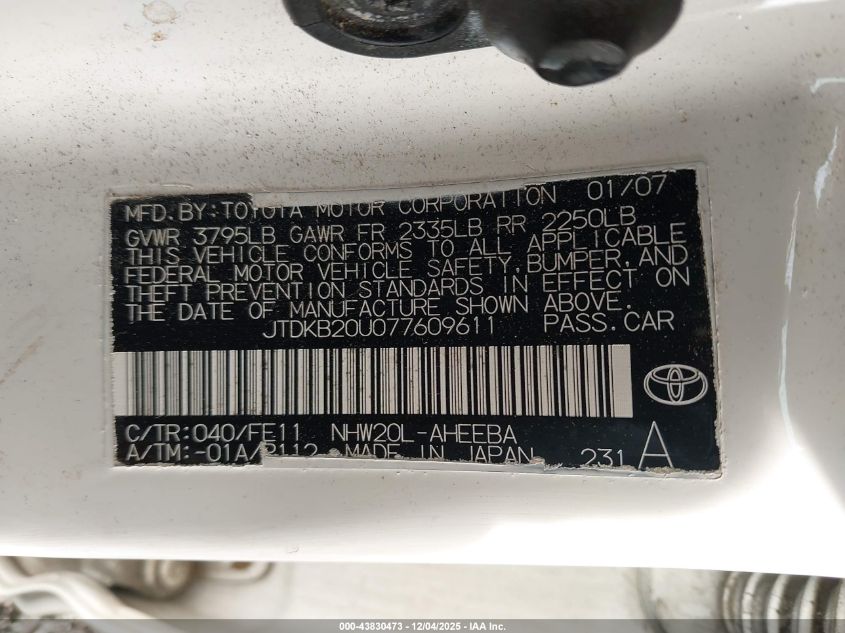 MFD. BY: TOYOTA MOTOR CORPORATION 01/07
GVWR 3795LB GAWR FR 2335LB RR 2250LB
THIS VEHICLE CONFORMS TO ALL APPLICABLE
FEDERAL MOTOR VEHICLE SAFETY, BUMPER, AND
THEFT PREVENTION STANDARDS IN EFFECT ON
THE DATE OF MANUFACTURE SHOWN ABOVE.
JTDKB20U077609611 PASS. CAR
C/TR: 040/FE11 NHW20L-AHEEBA
A/TM: -01A/P112 MADE IN JAPAN 231 A
000-43830473 - 12/04/2025 - IAA Inc.